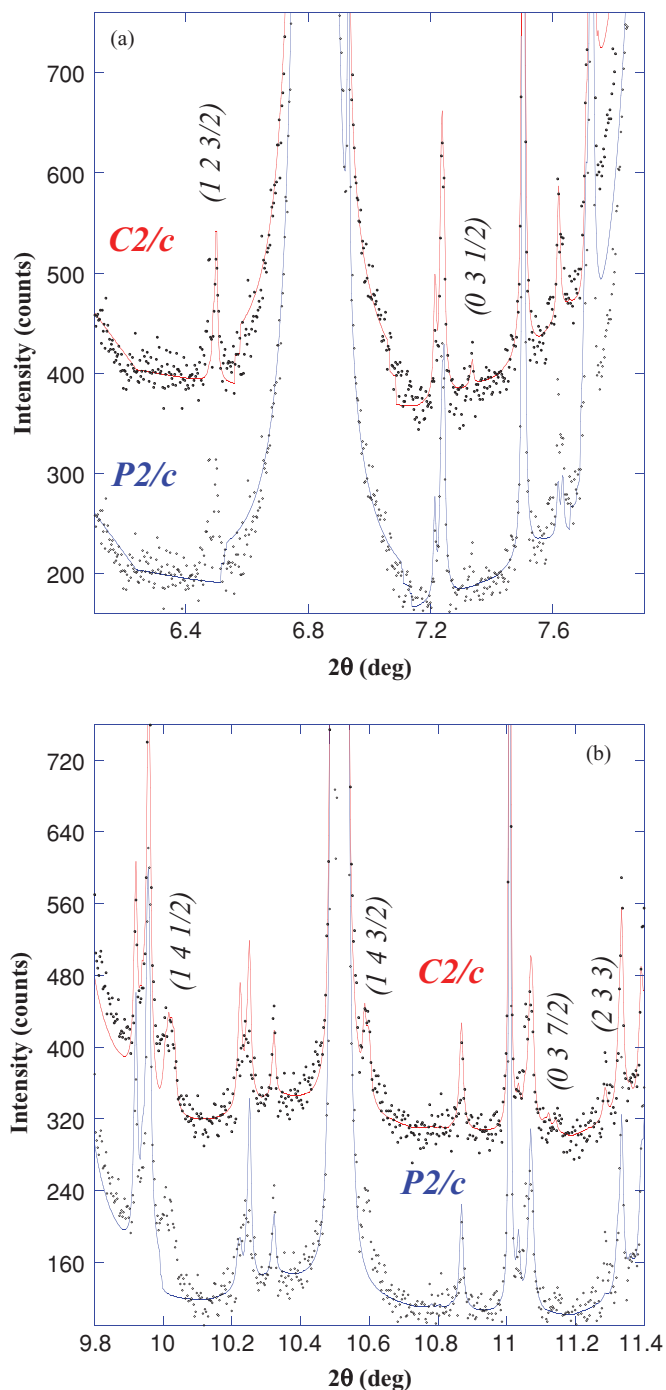 (a)
700
600
500
400
300
200
Intensity (counts)
(1 2 3/2)
C2/c
(0 3 1/2)
P2/c
6.4
6.8
7.2
7.6
2θ (deg)
(b)
720
640
560
480
400
320
240
160
Intensity (counts)
(1 4 1/2)
(1 4 3/2)
C2/c
(0 3 7/2)
(2 3 3)
P2/c
9.8
10
10.2
10.4
10.6
10.8
11
11.2
11.4
2θ (deg)